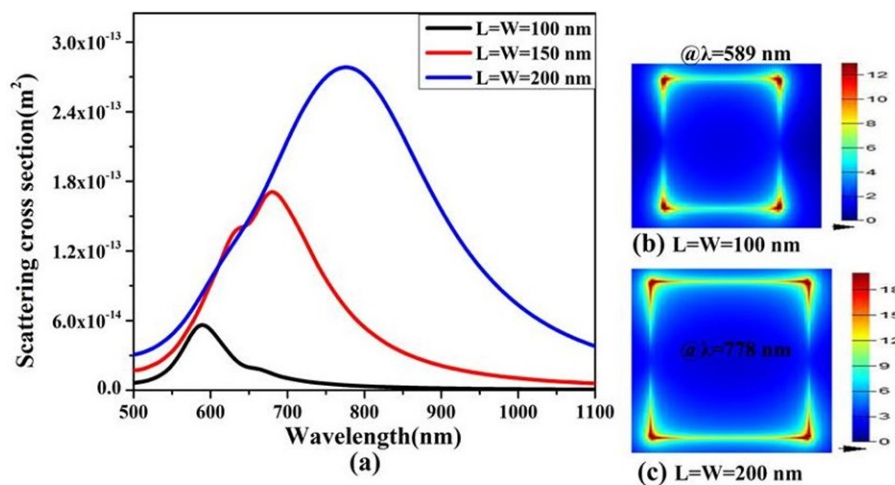 3.0x10⁻¹³
2.4x10⁻¹³
1.8x10⁻¹³
1.2x10⁻¹³
6.0x10⁻¹⁴
0.0
Scattering cross section(m²)
500 600 700 800 900 1000 1100
Wavelength(nm)
(a)
L=W=100 nm
L=W=150 nm
L=W=200 nm
@λ=589 nm
12
10
8
6
4
2
0
(b) L=W=100 nm
@λ=778 nm
18
15
12
9
6
3
0
(c) L=W=200 nm